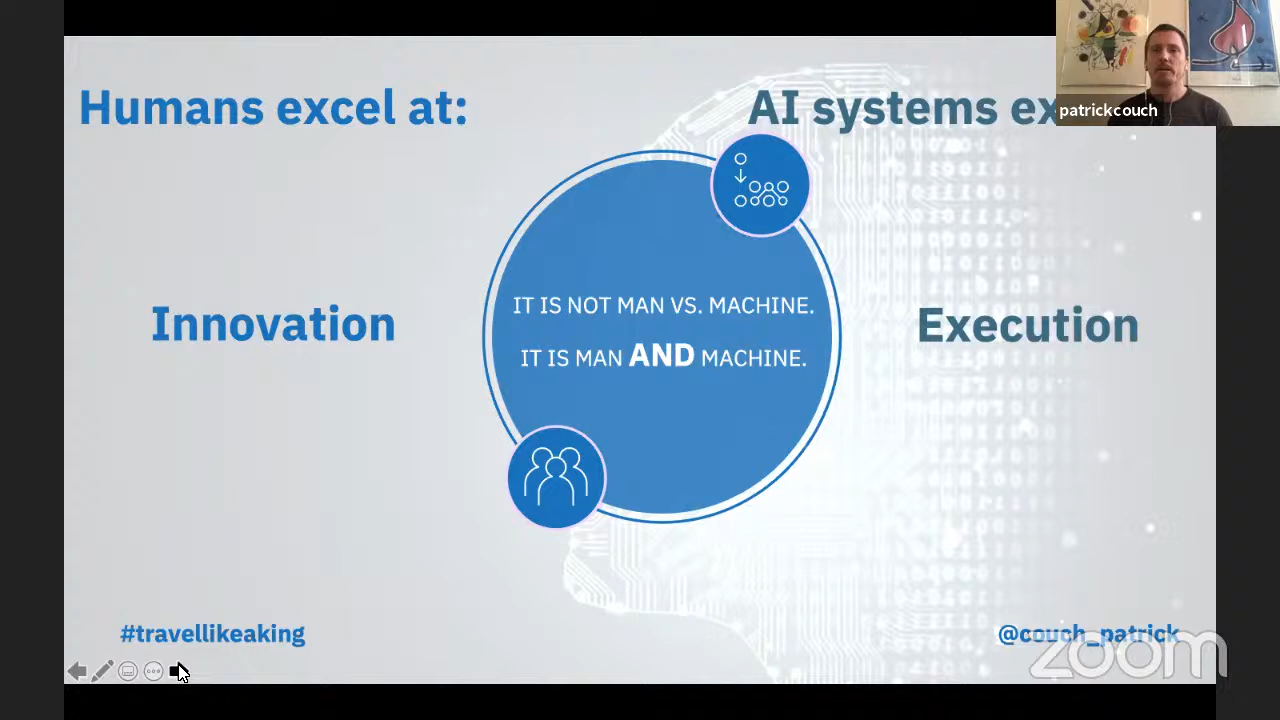 Humans excel at:
AI systems ex
patrickcouch
IT IS NOT MAN VS. MACHINE.
Innovation
Execution
IT IS MAN AND MACHINE.
#travellikeaking
@couch_patrick
zoom